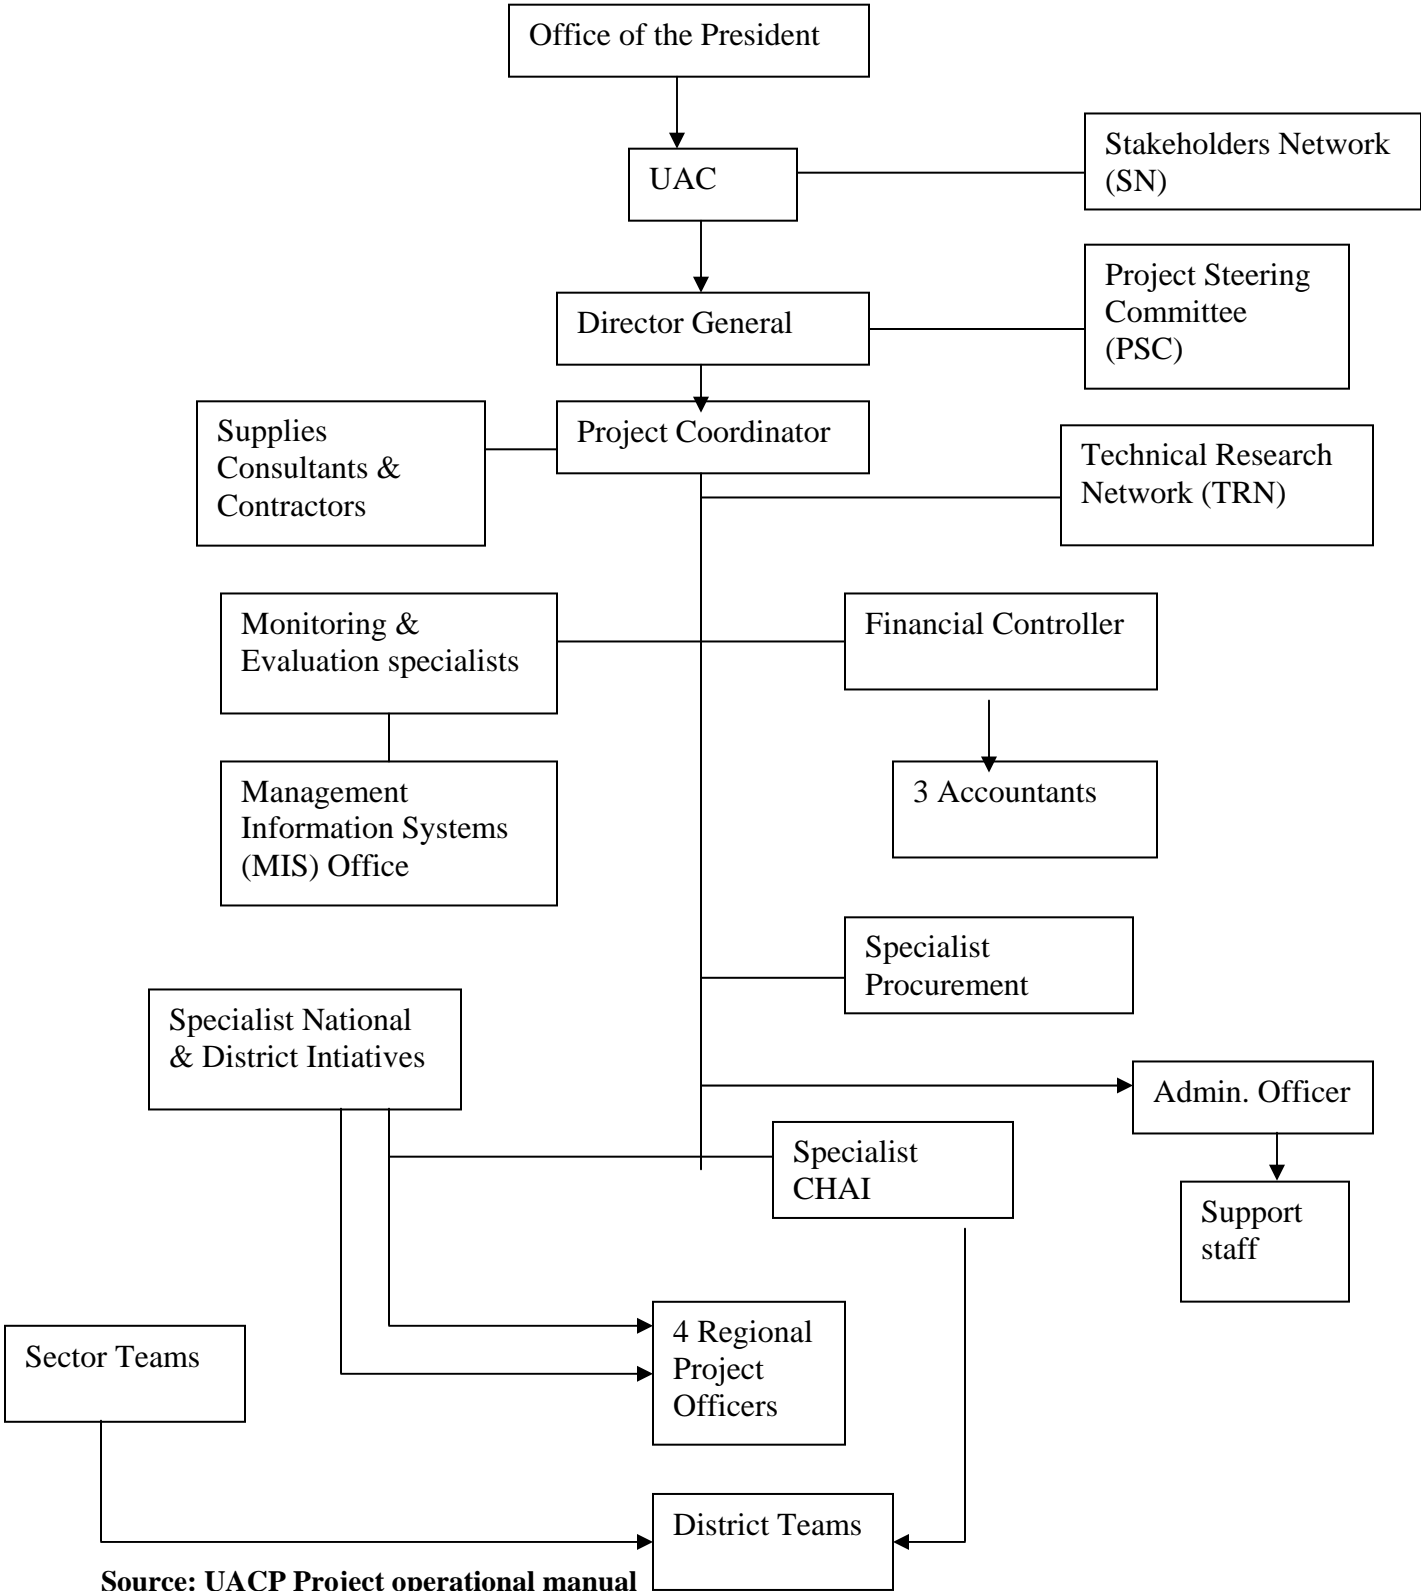 Office of the President
Stakeholders Network
(SN)
UAC
Project Steering
Committee
(PSC)
Director General
Supplies
Consultants &
Contractors
Project Coordinator
Technical Research
Network (TRN)
Monitoring &
Evaluation specialists
Financial Controller
Management
Information Systems
(MIS) Office
3 Accountants
Specialist
Procurement
Specialist National
& District Intiatives
Admin. Officer
Specialist
CHAI
Support
staff
4 Regional
Project
Officers
Sector Teams
District Teams
Source: UACP Project operational manual